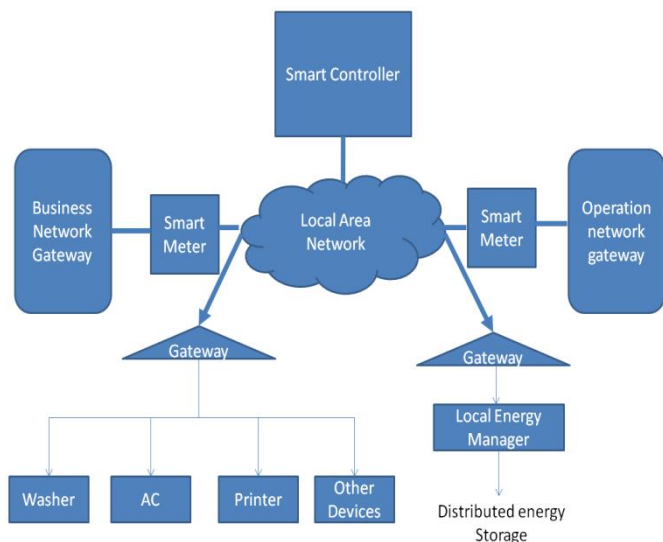 Smart Controller
Business
Network
Gateway
Smart
Meter
Local Area
Network
Smart
Meter
Operation
network
gateway
Gateway
Gateway
Local Energy
Manager
Washer
AC
Printer
Other
Devices
Distributed energy
Storage